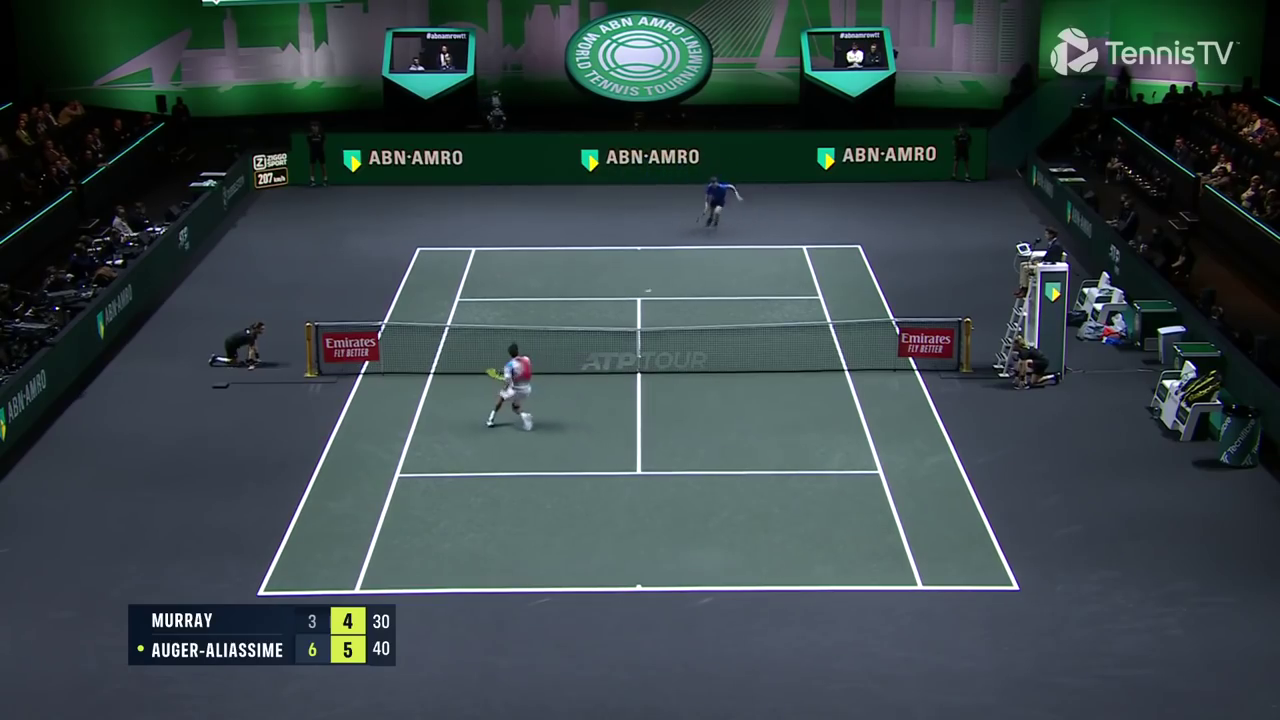 #abnamrowtt
ABN AMRO
WORLD TENNIS TOURNAMENT
#abnamrowtt
TennisTV
ZIGGO SPORT
207 km/h
ABN·AMRO
ABN·AMRO
ABN·AMRO
Emirates
FLY BETTER
ATP TOUR
Emirates
FLY BETTER
ABN·AMRO
ABN·AMRO
MURRAY 3 4 30
AUGER-ALIASSIME 6 5 40